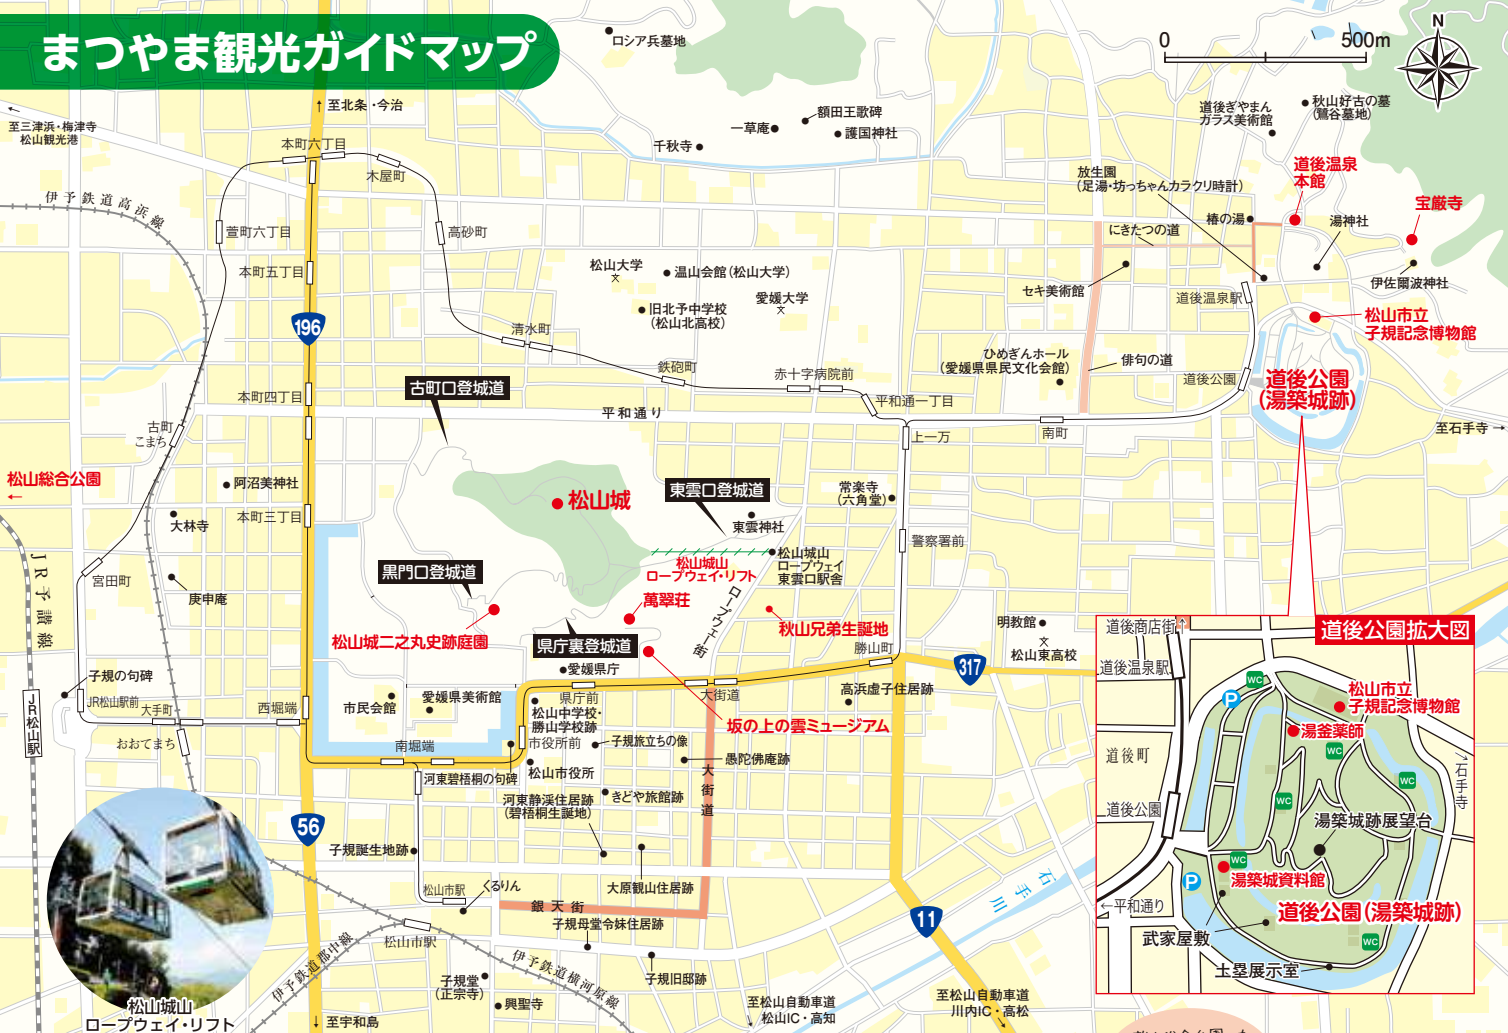 まつやま観光ガイドマップ
ロシア兵墓地
0 500m
N
↑至北条・今治
至三津浜・梅津寺
松山観光港
本町六丁目
木屋町
千秋寺
一草庵
額田王歌碑
護国神社
道後ぎやまん
ガラス美術館
秋山好古の墓
(鷺谷墓地)
道後温泉
本館
宝厳寺
放生園
(足湯・坊っちゃんカラクリ時計)
椿の湯
湯神社
にきたつの道
伊佐爾波神社
セキ美術館
道後温泉駅
松山市立
子規記念博物館
伊予鉄道高浜線
萱町六丁目
高砂町
本町五丁目
196
松山大学
温山会館(松山大学)
旧北予中学校
(松山北高校)
愛媛大学
清水町
鉄砲町
赤十字病院前
ひめぎんホール
(愛媛県県民文化会館)
俳句の道
道後公園
道後公園
(湯築城跡)
古町口登城道
本町四丁目
平和通り
平和通一丁目
上一万
南町
至石手寺→
古町
こまち
松山総合公園
←
阿沼美神社
大林寺
本町三丁目
松山城
東雲口登城道
東雲神社
常楽寺
(六角堂)
警察署前
JR予讃線
宮田町
庚申庵
黒門口登城道
松山城山
ロープウェイ・リフト
松山城山
ロープウェイ
東雲口駅舎
ロープウェー街
萬翠荘
松山城二之丸史跡庭園
県庁裏登城道
秋山兄弟生誕地
明教館
松山東高校
勝山町
317
子規の句碑
JR松山駅前
JR松山駅
大手町
おおてまち
西堀端
市民会館
愛媛県美術館
愛媛県庁
県庁前
松山中学校・
勝山学校跡
市役所前
大街道
高浜虚子住居跡
坂の上の雲ミュージアム
南堀端
河東碧梧桐の句碑
子規旅立ちの像
松山市役所
愚陀佛庵跡
大街道
きどや旅館跡
河東静渓住居跡
(碧梧桐生誕地)
56
子規誕生地跡
大原観山住居跡
松山市駅
くるりん
銀天街
子規母堂令妹住居跡
松山市駅
伊予鉄道郡中線
伊予鉄道横河原線
子規堂
(正宗寺)
興聖寺
子規旧邸跡
至松山自動車道
松山IC・高知
至松山自動車道
川内IC・高松
11
石手川
↓至宇和島
松山城山
ロープウェイ・リフト
道後公園拡大図
道後商店街↑
道後温泉駅
WC
P
松山市立
子規記念博物館
湯釜薬師
WC
道後町
WC
→石手寺
WC
道後公園
湯築城跡展望台
WC
湯築城資料館
P
←平和通り
道後公園(湯築城跡)
武家屋敷
WC
土塁展示室